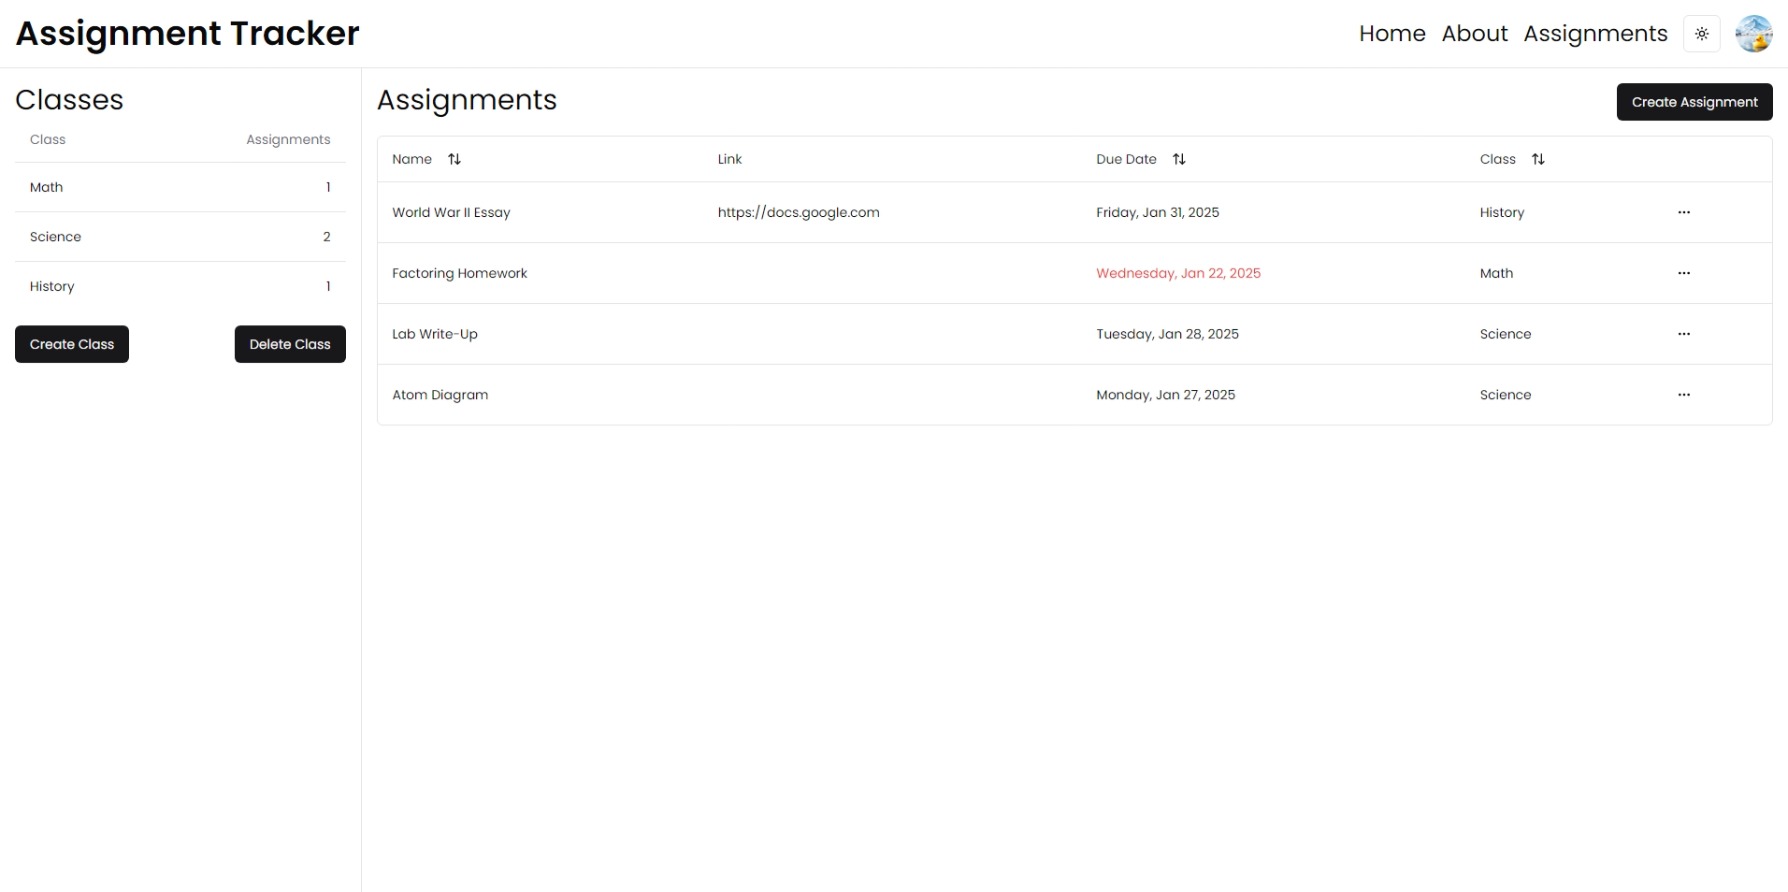 Assignment Tracker
Home About Assignments
Classes
Class Assignments
Math 1
Science 2
History 1
Create Class Delete Class
Assignments
Create Assignment
Name Link Due Date Class
World War II Essay https://docs.google.com Friday, Jan 31, 2025 History ...
Factoring Homework Wednesday, Jan 22, 2025 Math ...
Lab Write-Up Tuesday, Jan 28, 2025 Science ...
Atom Diagram Monday, Jan 27, 2025 Science ...